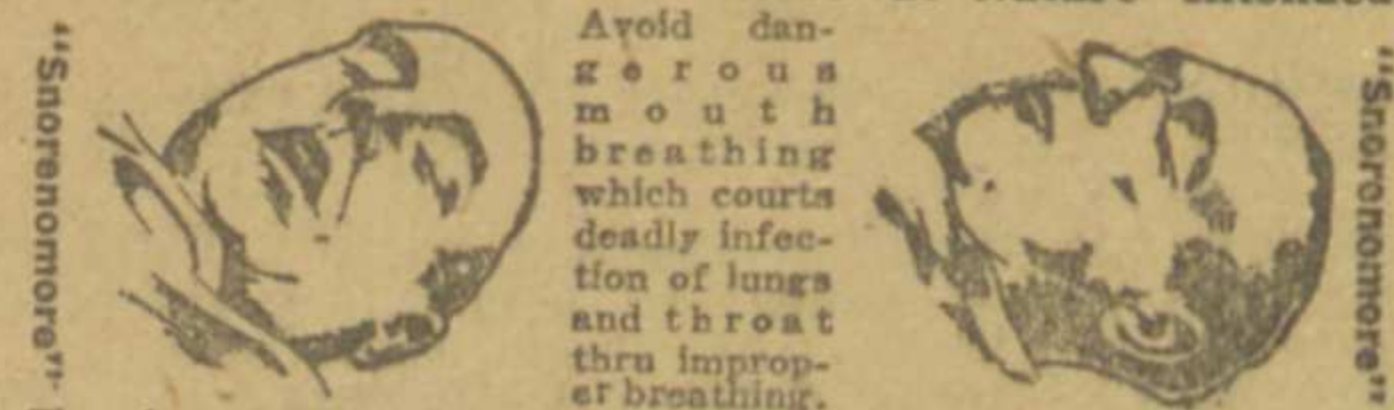 "Snorenomore"
Avoid dan-
gerous
mouth
breathing
which courts
deadly infec-
tion of lungs
and throat
thru improp-
er breathing.
"Snorenomore"